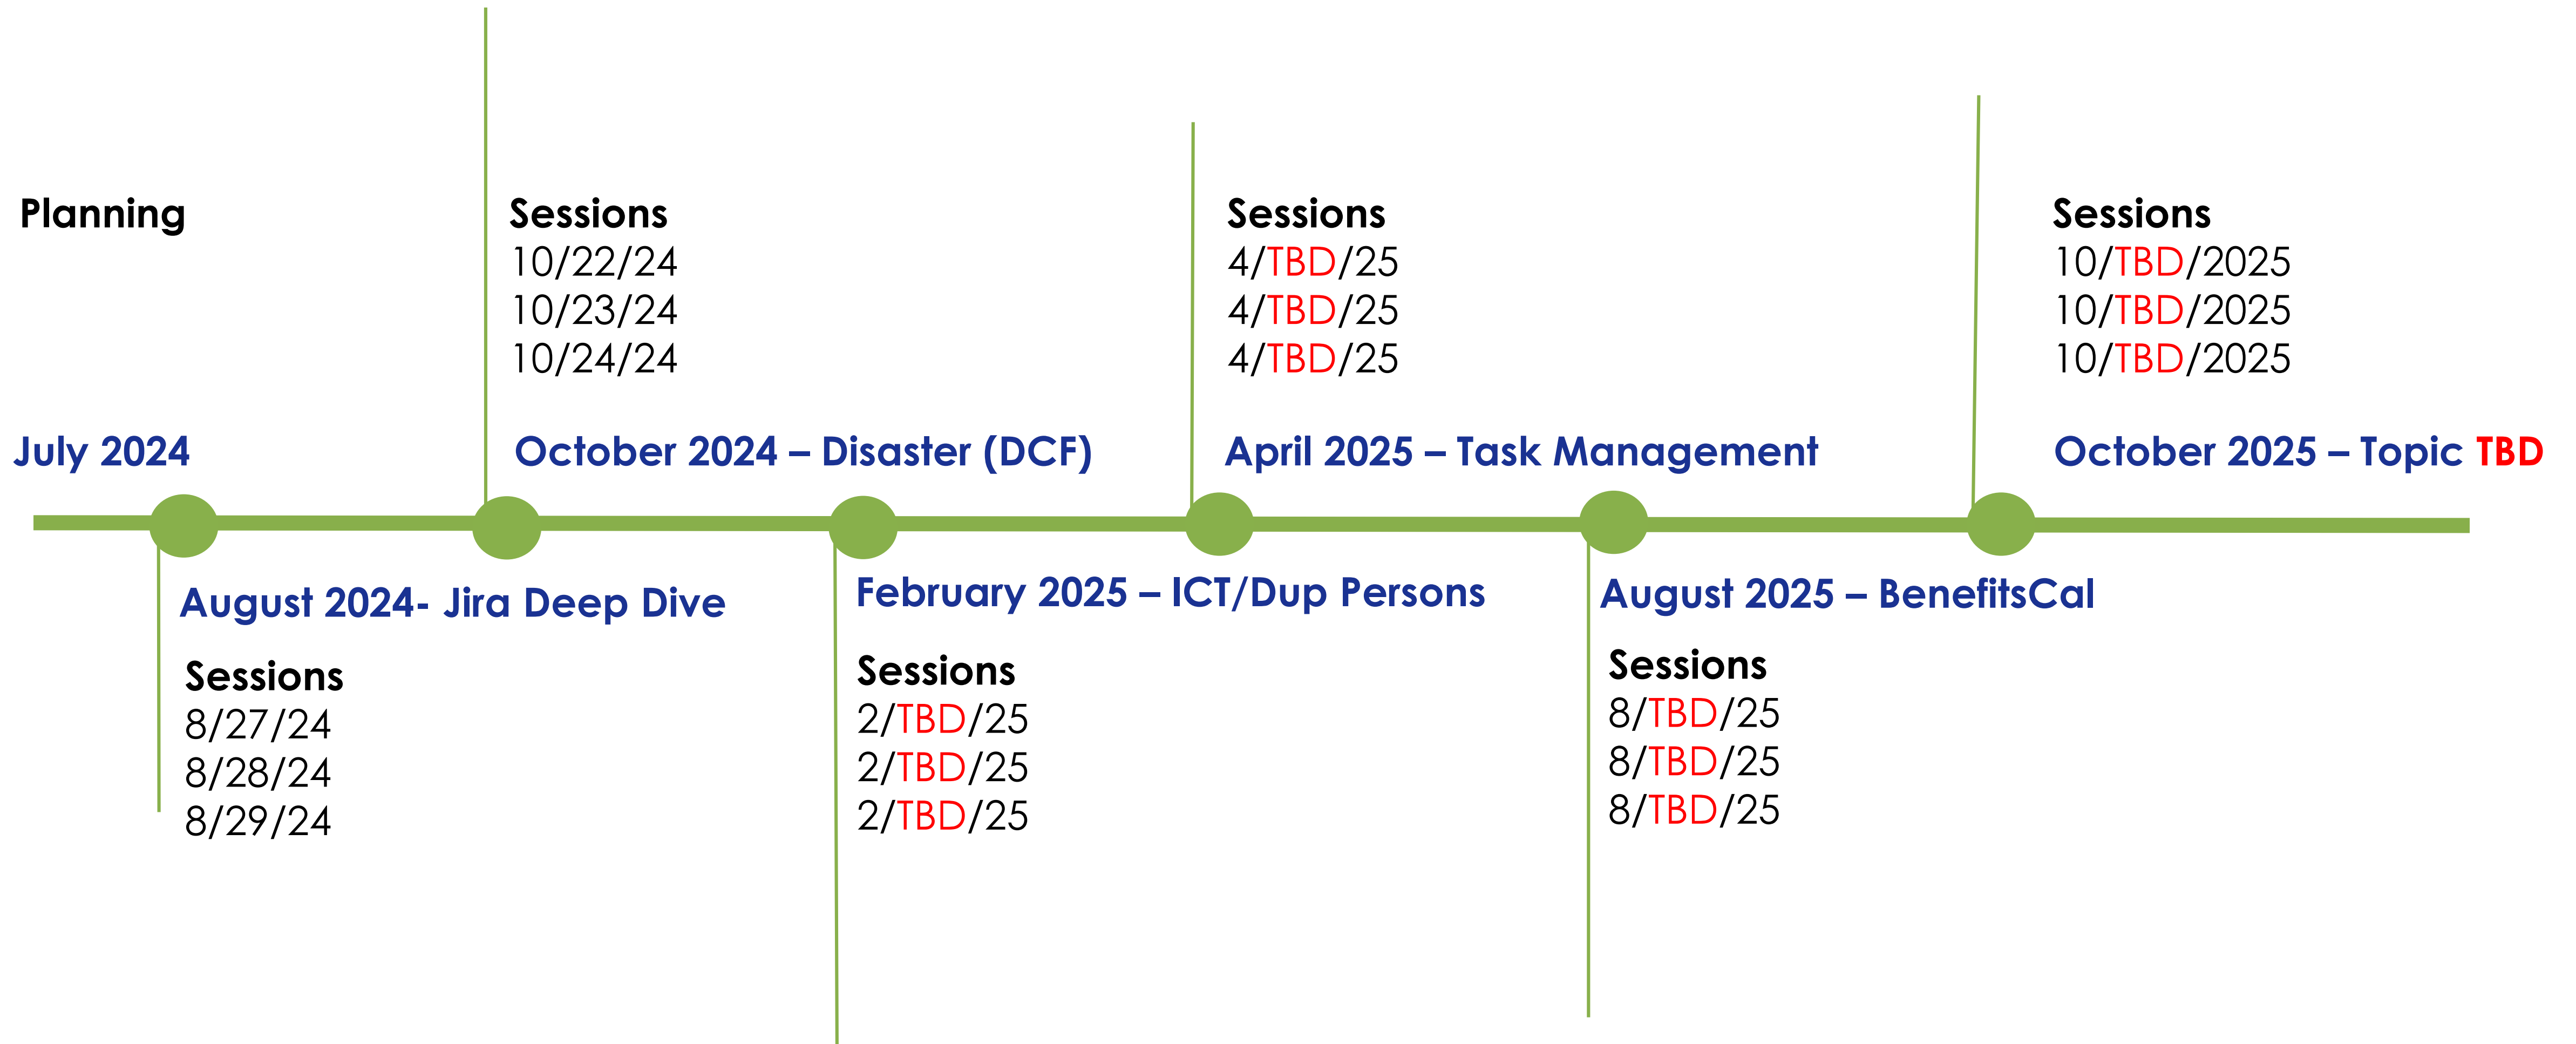 Planning
July 2024
August 2024- Jira Deep Dive
Sessions
8/27/24
8/28/24
8/29/24
Sessions
10/22/24
10/23/24
10/24/24
October 2024 – Disaster (DCF)
February 2025 – ICT/Dup Persons
Sessions
2/TBD/25
2/TBD/25
2/TBD/25
Sessions
4/TBD/25
4/TBD/25
4/TBD/25
April 2025 – Task Management
August 2025 – BenefitsCal
Sessions
8/TBD/25
8/TBD/25
8/TBD/25
Sessions
10/TBD/2025
10/TBD/2025
10/TBD/2025
October 2025 – Topic TBD